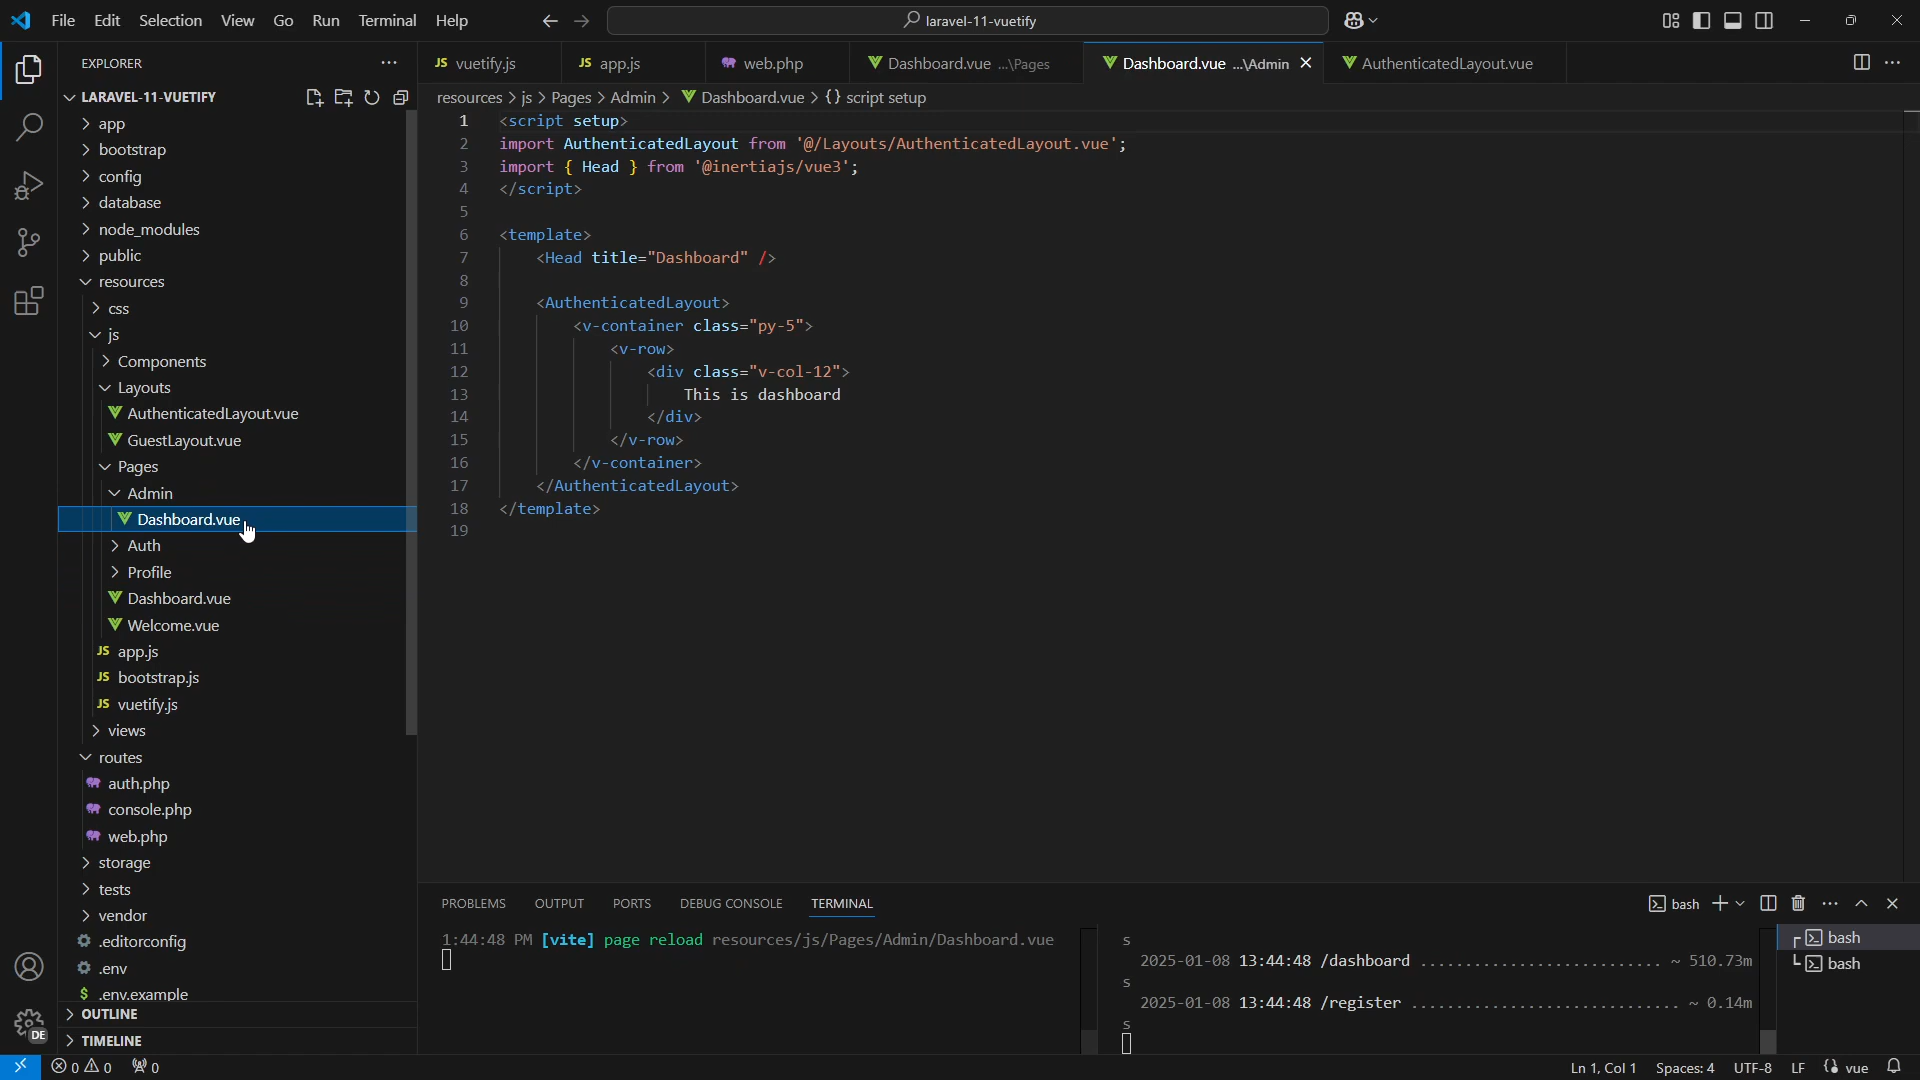 File Edit Selection View Go Run Terminal Help
laravel-11-vuetify
EXPLORER
LARAVEL-11-VUETIFY
app
bootstrap
config
database
node_modules
public
resources
css
js
Components
Layouts
AuthenticatedLayout.vue
GuestLayout.vue
Pages
Admin
Dashboard.vue
Auth
Profile
Dashboard.vue
Welcome.vue
JS app.js
JS bootstrap.js
JS vuetify.js
views
routes
auth.php
console.php
web.php
storage
tests
vendor
.editorconfig
.env
$ .env.example
OUTLINE
TIMELINE
DE
JS vuetify.js JS app.js web.php Dashboard.vue ...\Pages Dashboard.vue ...\Admin AuthenticatedLayout.vue
resources > js > Pages > Admin > Dashboard.vue > {} script setup
1 <script setup>
2 import AuthenticatedLayout from '@/Layouts/AuthenticatedLayout.vue';
3 import { Head } from '@inertiajs/vue3';
4 </script>
5
6 <template>
7 <Head title="Dashboard" />
8
9 <AuthenticatedLayout>
10 <v-container class="py-5">
11 <v-row>
12 <div class="v-col-12">
13 This is dashboard
14 </div>
15 </v-row>
16 </v-container>
17 </AuthenticatedLayout>
18 </template>
19
PROBLEMS OUTPUT PORTS DEBUG CONSOLE TERMINAL
bash
1:44:48 PM [vite] page reload resources/js/Pages/Admin/Dashboard.vue
s
2025-01-08 13:44:48 /dashboard .......................... ~ 510.73m
s
2025-01-08 13:44:48 /register ............................. ~ 0.14m
s
bash
bash
0 0 0
Ln 1, Col 1 Spaces: 4 UTF-8 LF {} vue